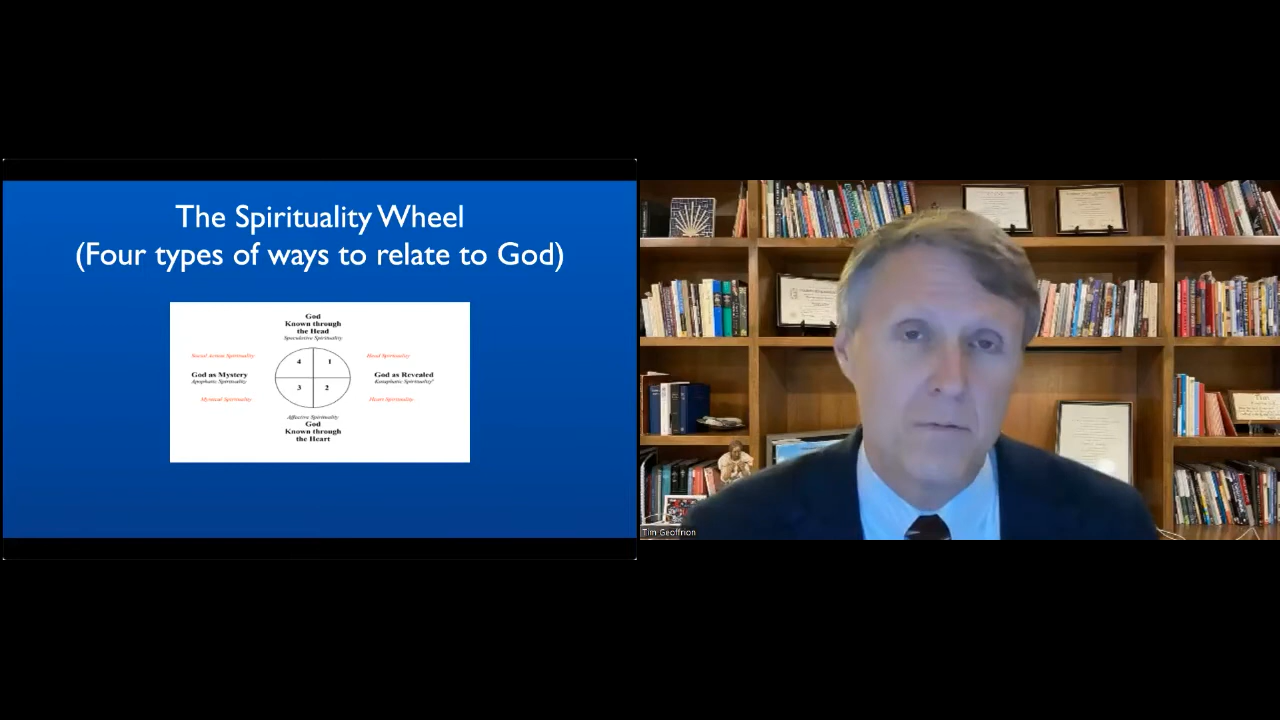 The Spirituality Wheel
(Four types of ways to relate to God)
God
Known through
the Head
Speculative Spirituality
Social Action Spirituality
Head Spirituality
4
1
God as Mystery
God as Revealed
Apophatic Spirituality
Kataphatic Spirituality
3
2
Mystical Spirituality
Heart Spirituality
Affective Spirituality
God
Known through
the Heart
Tim Geoffrion